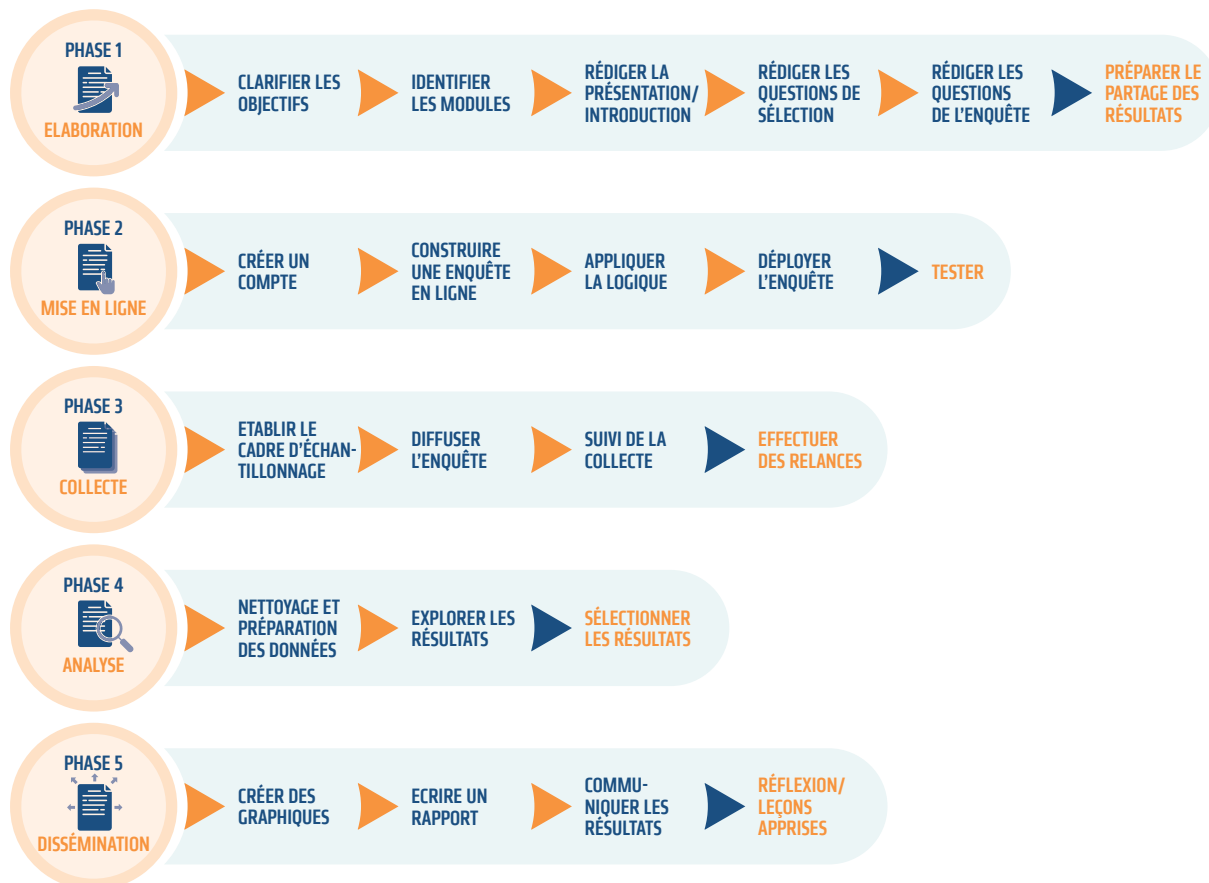 PHASE 1
ELABORATION
CLARIFIER LES
OBJECTIFS
IDENTIFIER
LES MODULES
RÉDIGER LA
PRÉSENTATION/
INTRODUCTION
RÉDIGER LES
QUESTIONS DE
SÉLECTION
RÉDIGER LES
QUESTIONS
DE L'ENQUÊTE
PRÉPARER LE
PARTAGE DES
RÉSULTATS
PHASE 2
MISE EN LIGNE
CRÉER UN
COMPTE
CONSTRUIRE
UNE ENQUÊTE
EN LIGNE
APPLIQUER
LA LOGIQUE
DÉPLOYER
L'ENQUÊTE
TESTER
PHASE 3
COLLECTE
ETABLIR LE
CADRE D'ÉCHAN-
TILLONNAGE
DIFFUSER
L'ENQUÊTE
SUIVI DE LA
COLLECTE
EFFECTUER
DES RELANCES
PHASE 4
ANALYSE
NETTOYAGE ET
PRÉPARATION
DES DONNÉES
EXPLORER LES
RÉSULTATS
SÉLECTIONNER
LES RÉSULTATS
PHASE 5
DISSÉMINATION
CRÉER DES
GRAPHIQUES
ECRIRE UN
RAPPORT
COMMU-
NIQUER LES
RÉSULTATS
RÉFLEXION/
LEÇONS
APPRISES